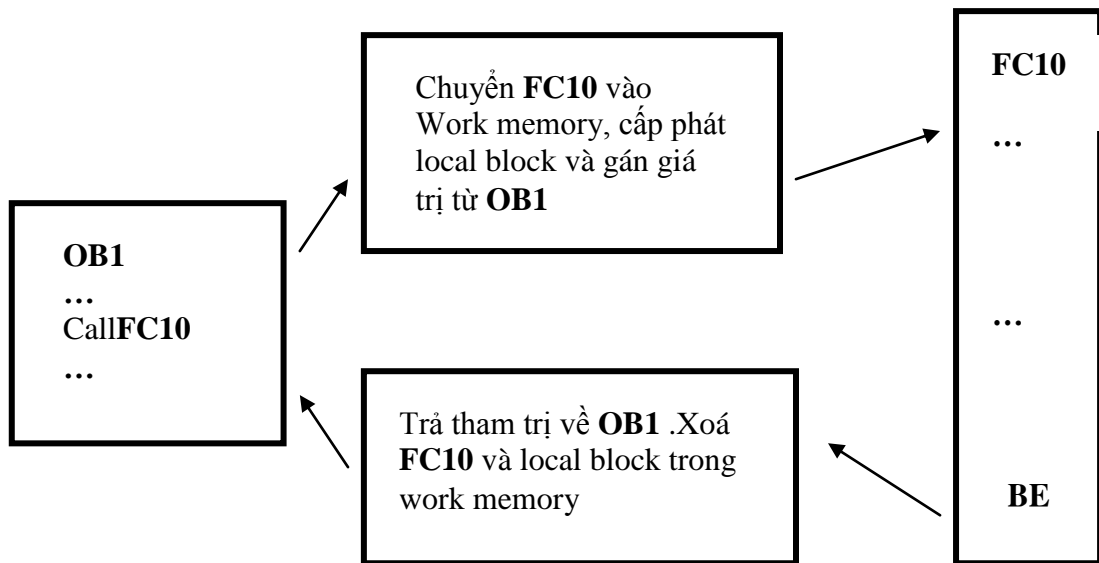 OB1
...
CallFC10
...
Chuyển FC10 vào
Work memory, cấp phát
local block và gán giá
trị từ OB1
FC10
...
...
BE
Trả tham trị về OB1 .Xoá
FC10 và local block trong
work memory